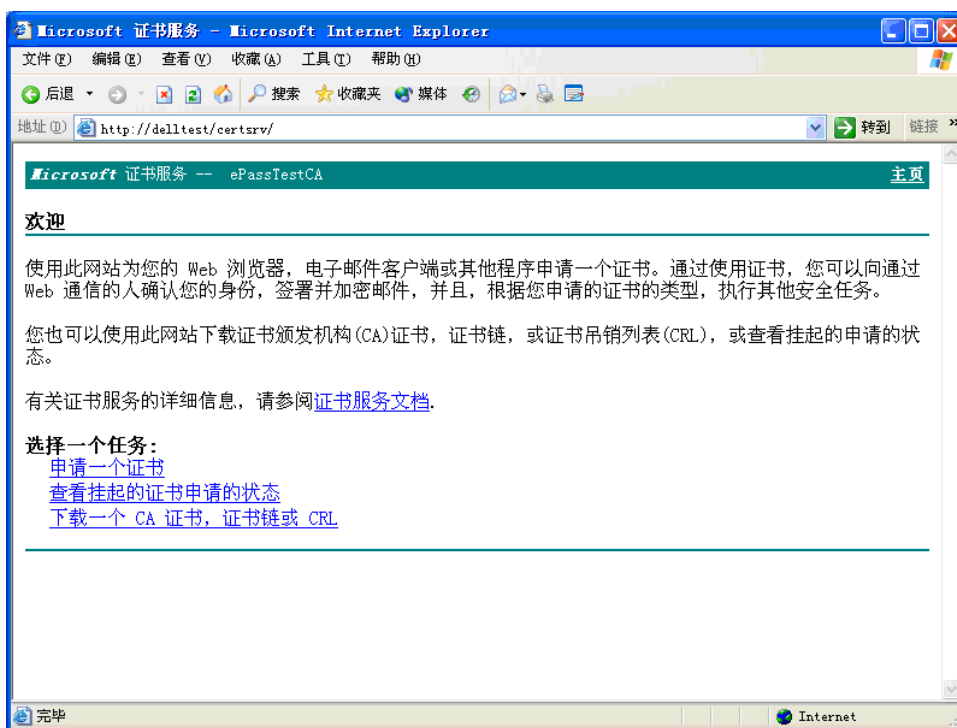 Microsoft 证书服务 - Microsoft Internet Explorer
文件(F) 编辑(E) 查看(V) 收藏(A) 工具(T) 帮助(H)
后退 搜索 收藏夹 媒体
地址(D) http://delltest/certsrv/ 转到 链接 »
Microsoft 证书服务 -- ePassTestCA 主页
欢迎
使用此网站为您的 Web 浏览器，电子邮件客户端或其他程序申请一个证书。通过使用证书，您可以向通过
Web 通信的人确认您的身份，签署并加密邮件，并且，根据您申请的证书的类型，执行其他安全任务。
您也可以使用此网站下载证书颁发机构(CA)证书，证书链，或证书吊销列表(CRL)，或查看挂起的申请的状
态。
有关证书服务的详细信息，请参阅证书服务文档.
选择一个任务:
申请一个证书
查看挂起的证书申请的状态
下载一个 CA 证书，证书链或 CRL
完毕 Internet